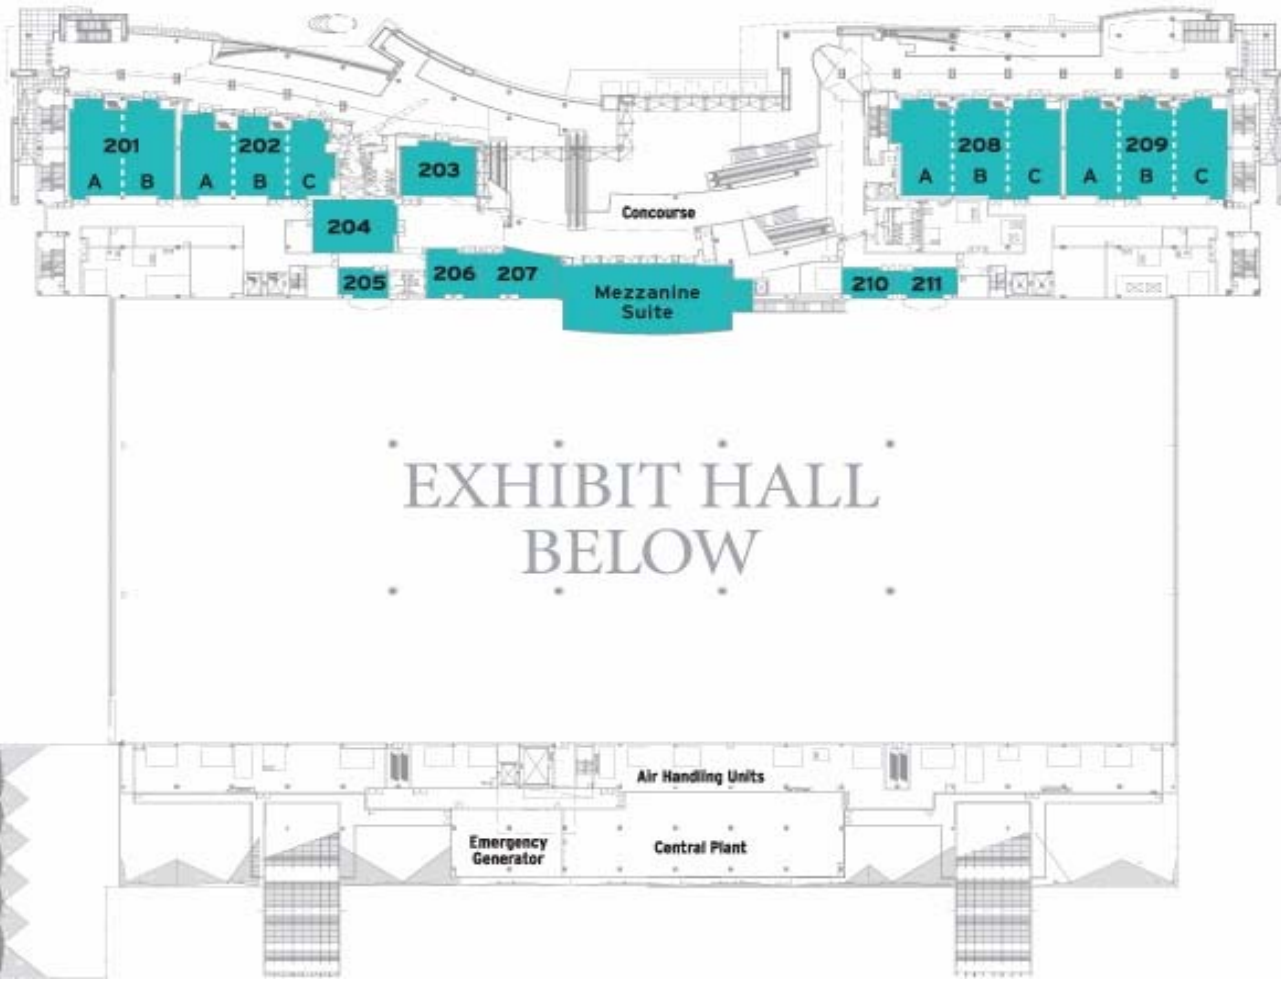 201
A B
202
A B C
203
204
205
206
207
Mezzanine
Suite
Concourse
208
A B C
209
A B C
210
211
EXHIBIT HALL
BELOW
Air Handling Units
Emergency
Generator
Central Plant